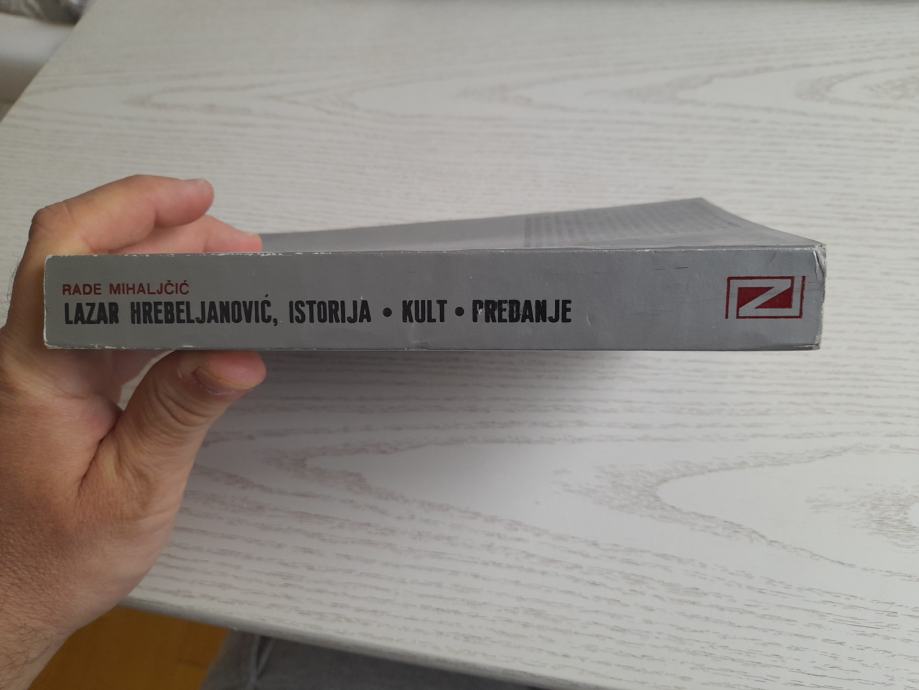 RADE MIHALJČIĆ
LAZAR HREBELJANOVIĆ, ISTORIJA • KULT • PREDANJE